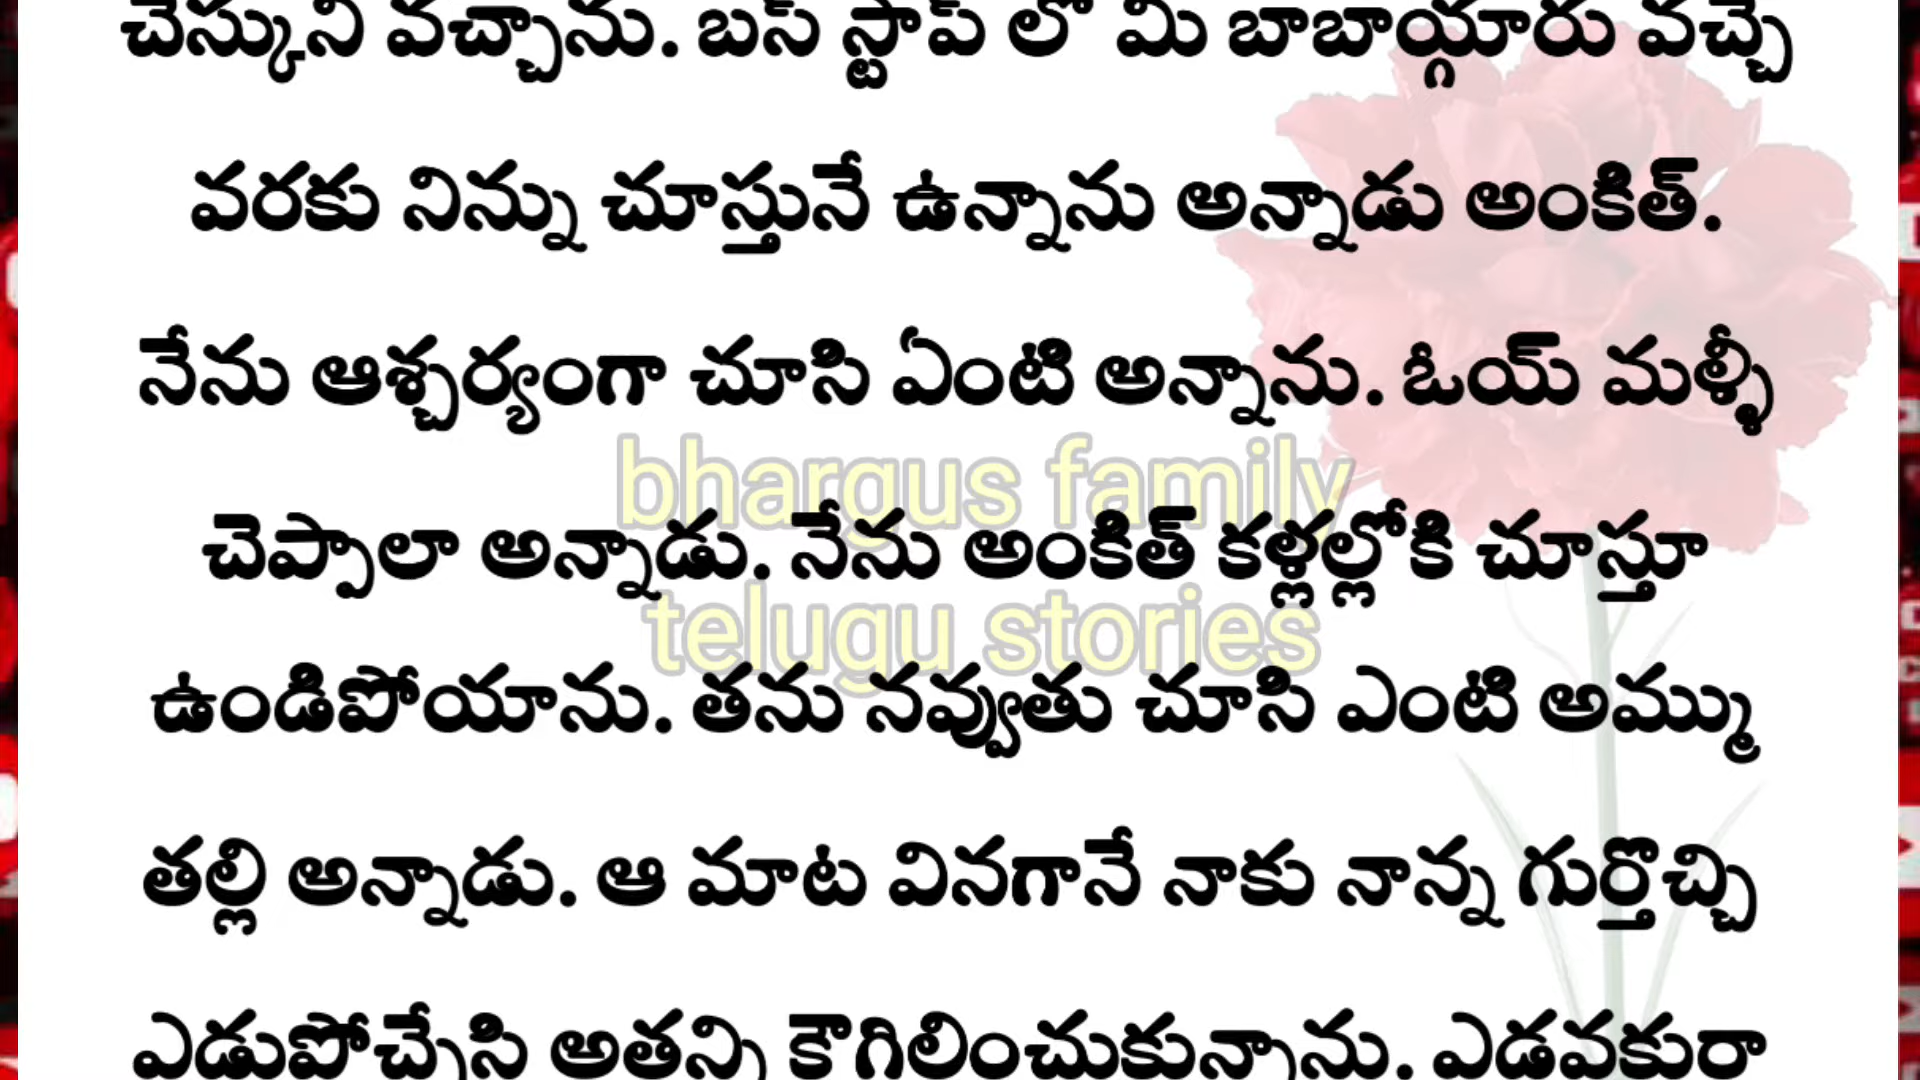 చేస్కుని వచ్చాను. బస్ స్టాప్ లో మీ బాబాయ్గారు వచ్చే
వరకు నిన్ను చూస్తునే ఉన్నాను అన్నాడు అంకిత్.
నేను ఆశ్చర్యంగా చూసి ఏంటి అన్నాను. ఓయ్ మళ్ళీ
bhargus family
చెప్పాలా అన్నాడు. నేను అంకిత్ కళ్లల్లోకి చూస్తూ
telugu stories
ఉండిపోయాను. తను నవ్వుతు చూసి ఎంటి అమ్ము
తల్లి అన్నాడు. ఆ మాట వినగానే నాకు నాన్న గుర్తొచ్చి
ఎడుపోచ్చేసి అతన్ని కౌగిలించుకున్నాను. ఎడవకురా